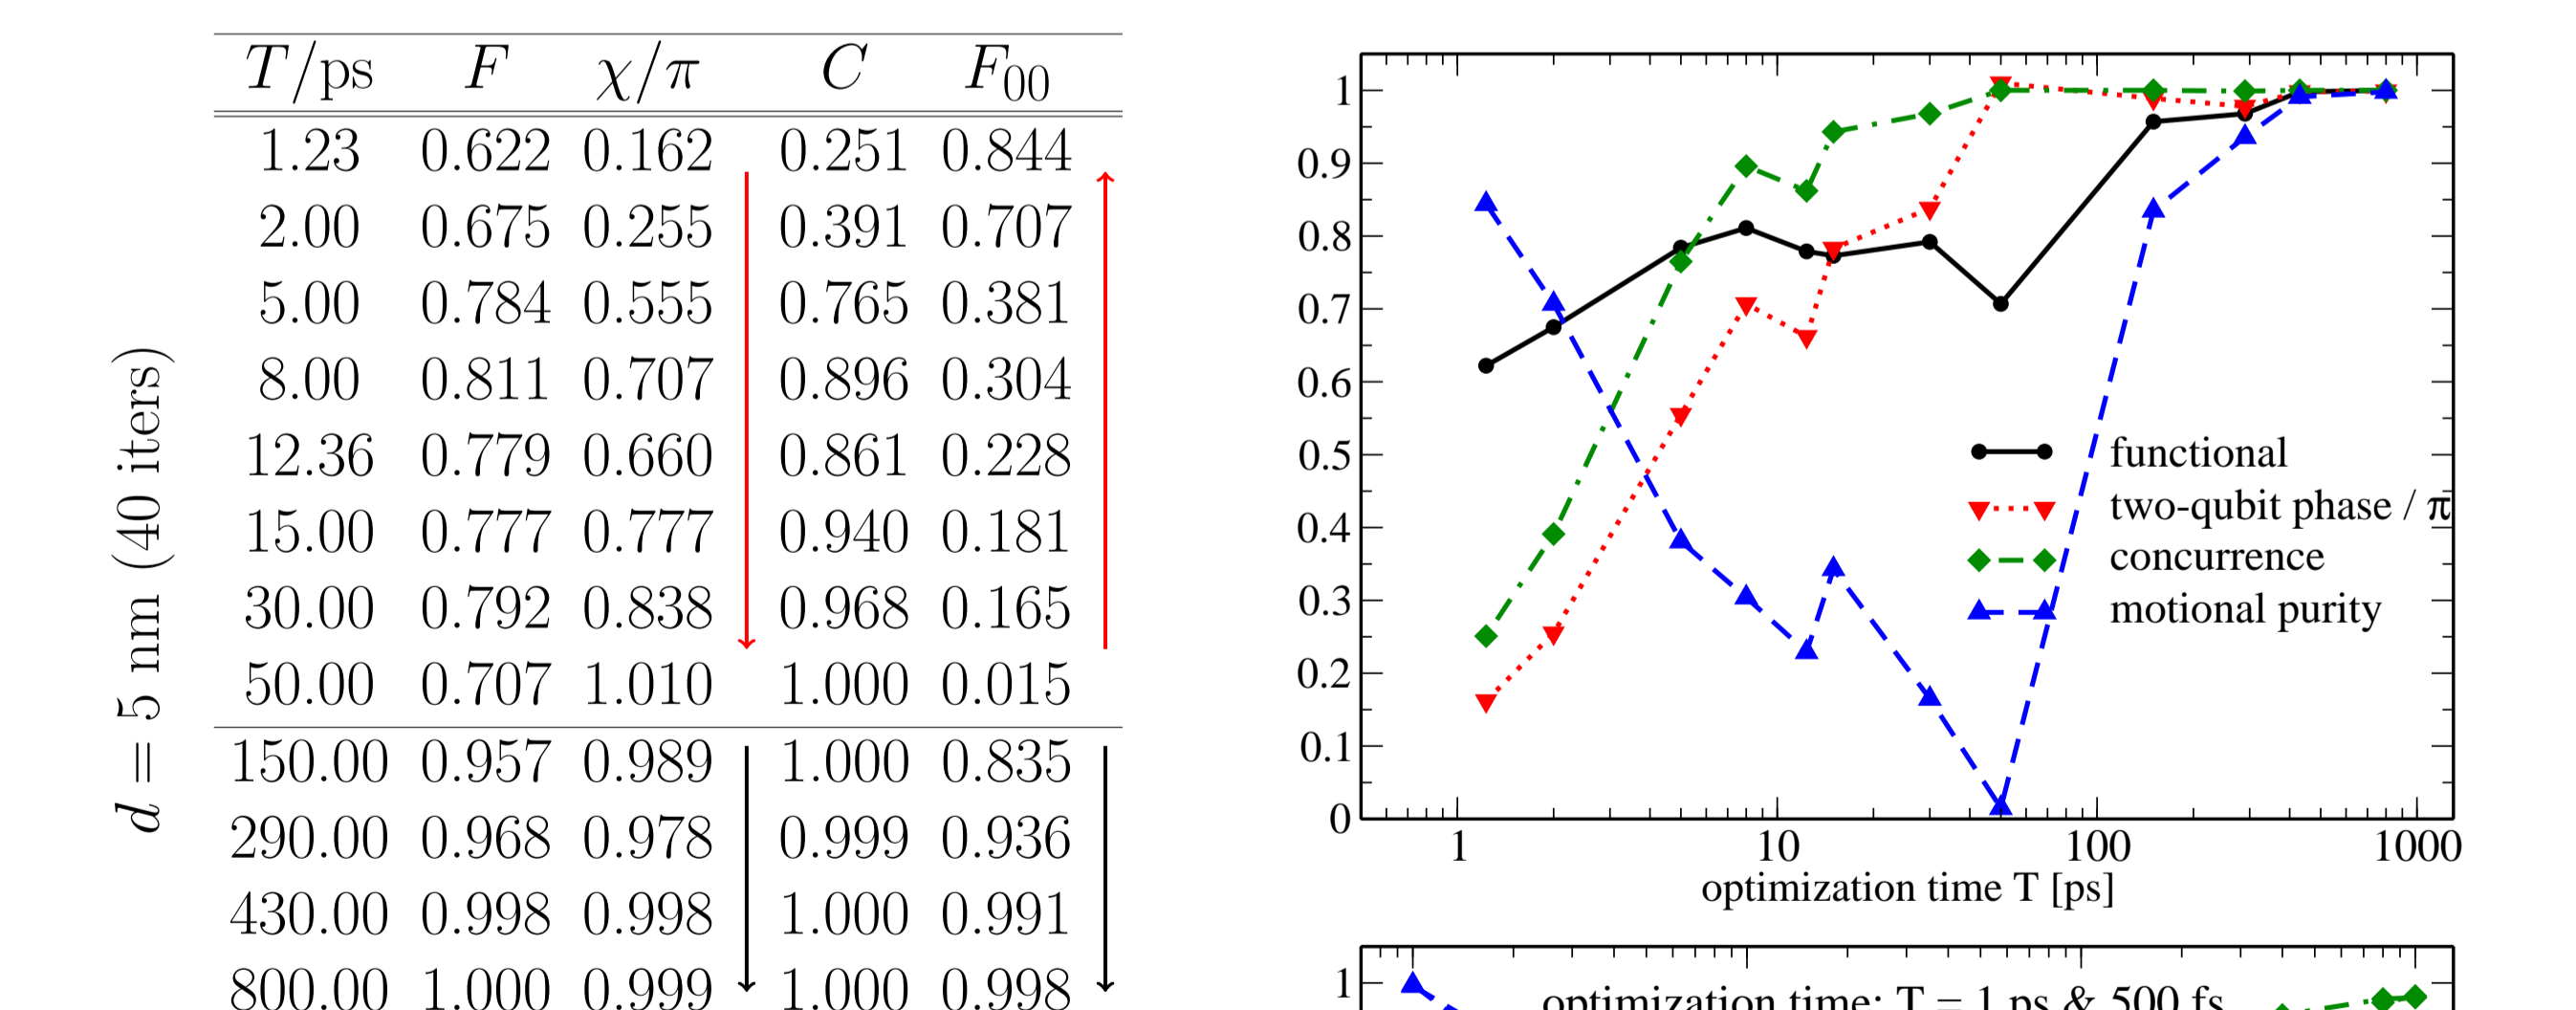 T/ps F χ/π C F00
1.23 0.622 0.162 0.251 0.844
2.00 0.675 0.255 0.391 0.707
5.00 0.784 0.555 0.765 0.381
8.00 0.811 0.707 0.896 0.304
12.36 0.779 0.660 0.861 0.228
15.00 0.777 0.777 0.940 0.181
30.00 0.792 0.838 0.968 0.165
50.00 0.707 1.010 1.000 0.015
150.00 0.957 0.989 1.000 0.835
290.00 0.968 0.978 0.999 0.936
430.00 0.998 0.998 1.000 0.991
800.00 1.000 0.999 1.000 0.998
d = 5 nm (40 iters)
1
0.9
0.8
0.7
0.6
0.5
0.4
0.3
0.2
0.1
0
functional
two-qubit phase / π
concurrence
motional purity
1 10 100 1000
optimization time T [ps]
1
optimization time: T = 1 ps & 500 fs